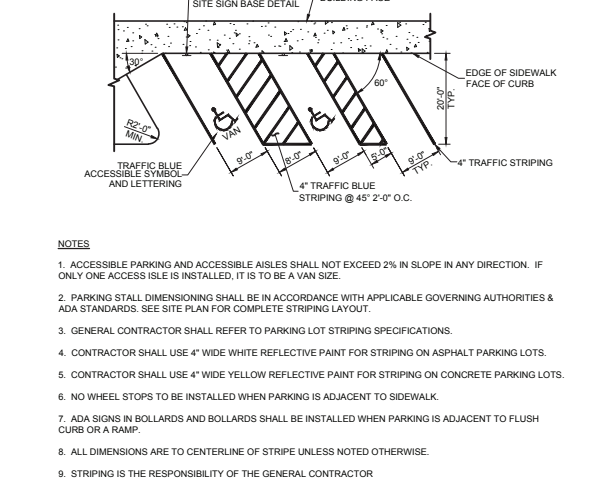 SITE SIGN BASE DETAIL
30°
60°
EDGE OF SIDEWALK
FACE OF CURB
20'-0"
TYP.
R2'-0"
MIN.
VAN
9'-0"
8'-0"
9'-0"
5'-0"
9'-0"
TYP.
4" TRAFFIC STRIPING
TRAFFIC BLUE
ACCESSIBLE SYMBOL
AND LETTERING
4" TRAFFIC BLUE
STRIPING @ 45° 2'-0" O.C.
NOTES
1. ACCESSIBLE PARKING AND ACCESSIBLE AISLES SHALL NOT EXCEED 2% IN SLOPE IN ANY DIRECTION. IF
ONLY ONE ACCESS ISLE IS INSTALLED, IT IS TO BE A VAN SIZE.
2. PARKING STALL DIMENSIONING SHALL BE IN ACCORDANCE WITH APPLICABLE GOVERNING AUTHORITIES &
ADA STANDARDS. SEE SITE PLAN FOR COMPLETE STRIPING LAYOUT.
3. GENERAL CONTRACTOR SHALL REFER TO PARKING LOT STRIPING SPECIFICATIONS.
4. CONTRACTOR SHALL USE 4" WIDE WHITE REFLECTIVE PAINT FOR STRIPING ON ASPHALT PARKING LOTS.
5. CONTRACTOR SHALL USE 4" WIDE YELLOW REFLECTIVE PAINT FOR STRIPING ON CONCRETE PARKING LOTS.
6. NO WHEEL STOPS TO BE INSTALLED WHEN PARKING IS ADJACENT TO SIDEWALK.
7. ADA SIGNS IN BOLLARDS AND BOLLARDS SHALL BE INSTALLED WHEN PARKING IS ADJACENT TO FLUSH
CURB OR A RAMP.
8. ALL DIMENSIONS ARE TO CENTERLINE OF STRIPE UNLESS NOTED OTHERWISE.
9. STRIPING IS THE RESPONSIBILITY OF THE GENERAL CONTRACTOR